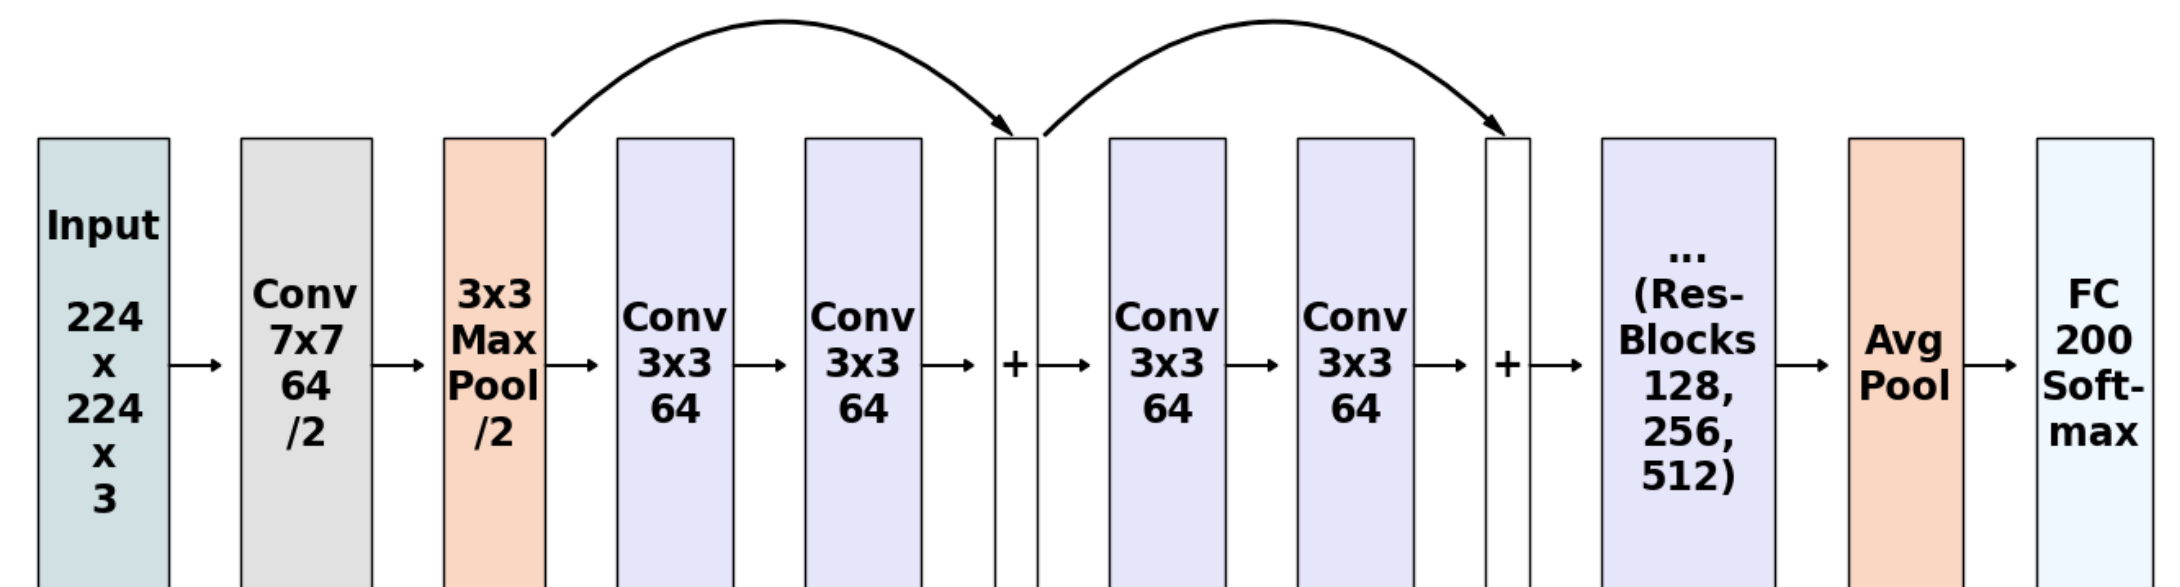 Input
224
x
224
x
3
Conv
7x7
64
/2
3x3
Max
Pool
/2
Conv
3x3
64
Conv
3x3
64
+
Conv
3x3
64
Conv
3x3
64
+
...
(Res-
Blocks
128,
256,
512)
Avg
Pool
FC
200
Soft-
max